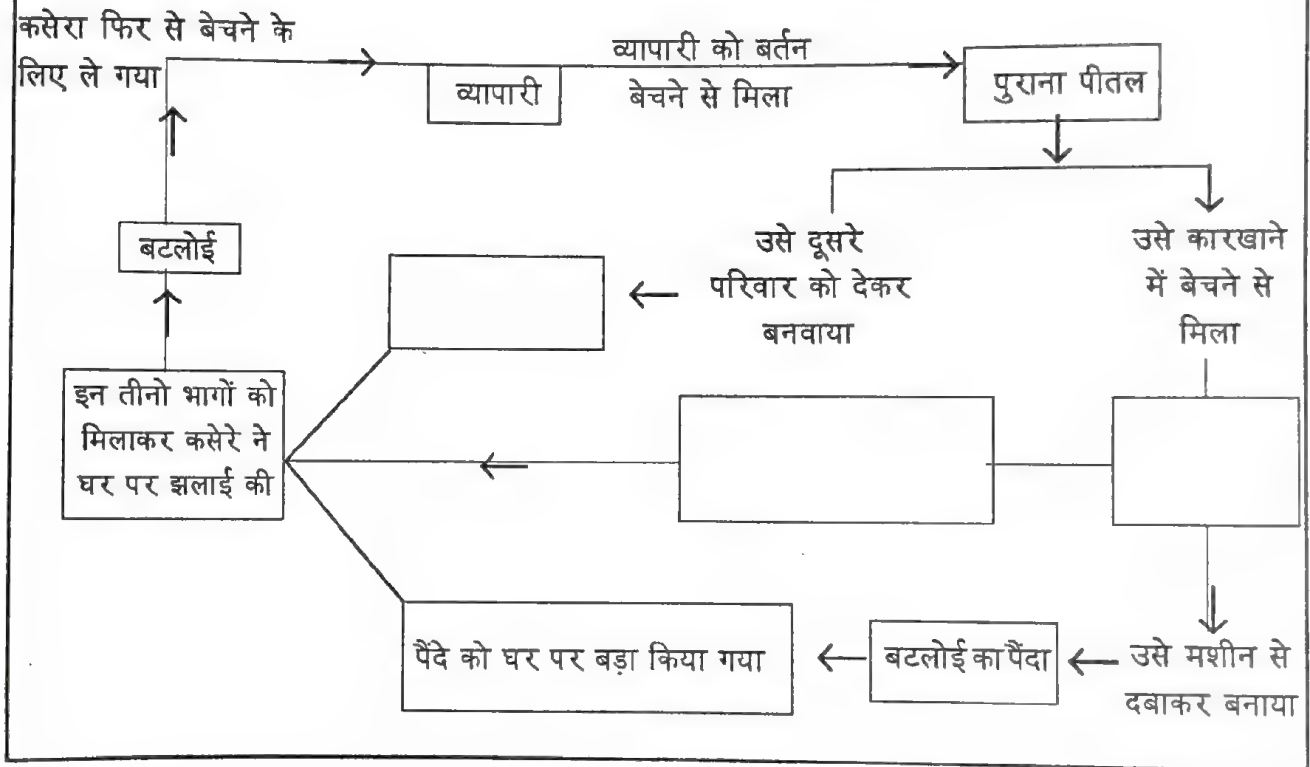 कसेरा फिर से बेचने के
लिए ले गया
व्यापारी
व्यापारी को बर्तन
बेचने से मिला
पुराना पीतल
बटलोई
उसे दूसरे
परिवार को देकर
बनवाया
उसे कारखाने
में बेचने से
मिला
इन तीनो भागों को
मिलाकर कसेरे ने
घर पर झलाई की
पैंदे को घर पर बड़ा किया गया
बटलोई का पैंदा
उसे मशीन से
दबाकर बनाया